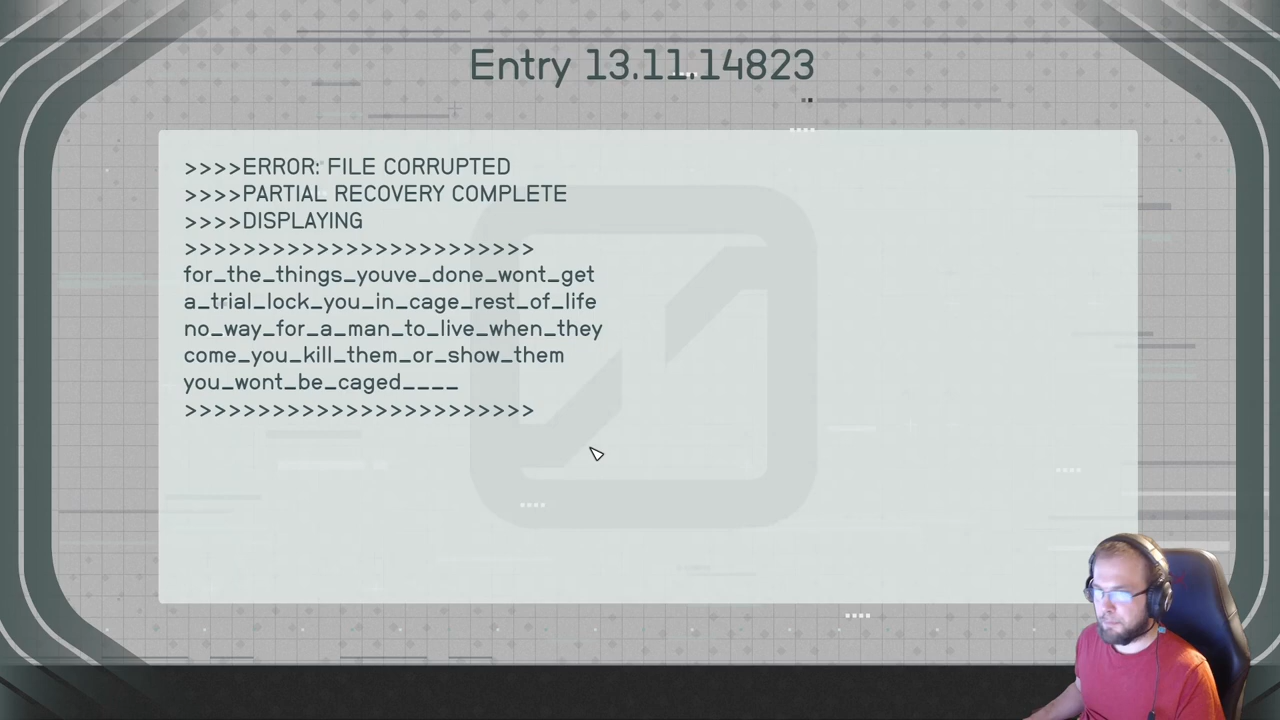 Entry 13.11.14823
>>>>ERROR: FILE CORRUPTED
>>>>PARTIAL RECOVERY COMPLETE
>>>>DISPLAYING
>>>>>>>>>>>>>>>>>>>>>>>>
for_the_things_youve_done_wont_get
a_trial_lock_you_in_cage_rest_of_life
no_way_for_a_man_to_live_when_they
come_you_kill_them_or_show_them
you_wont_be_caged____
>>>>>>>>>>>>>>>>>>>>>>>>